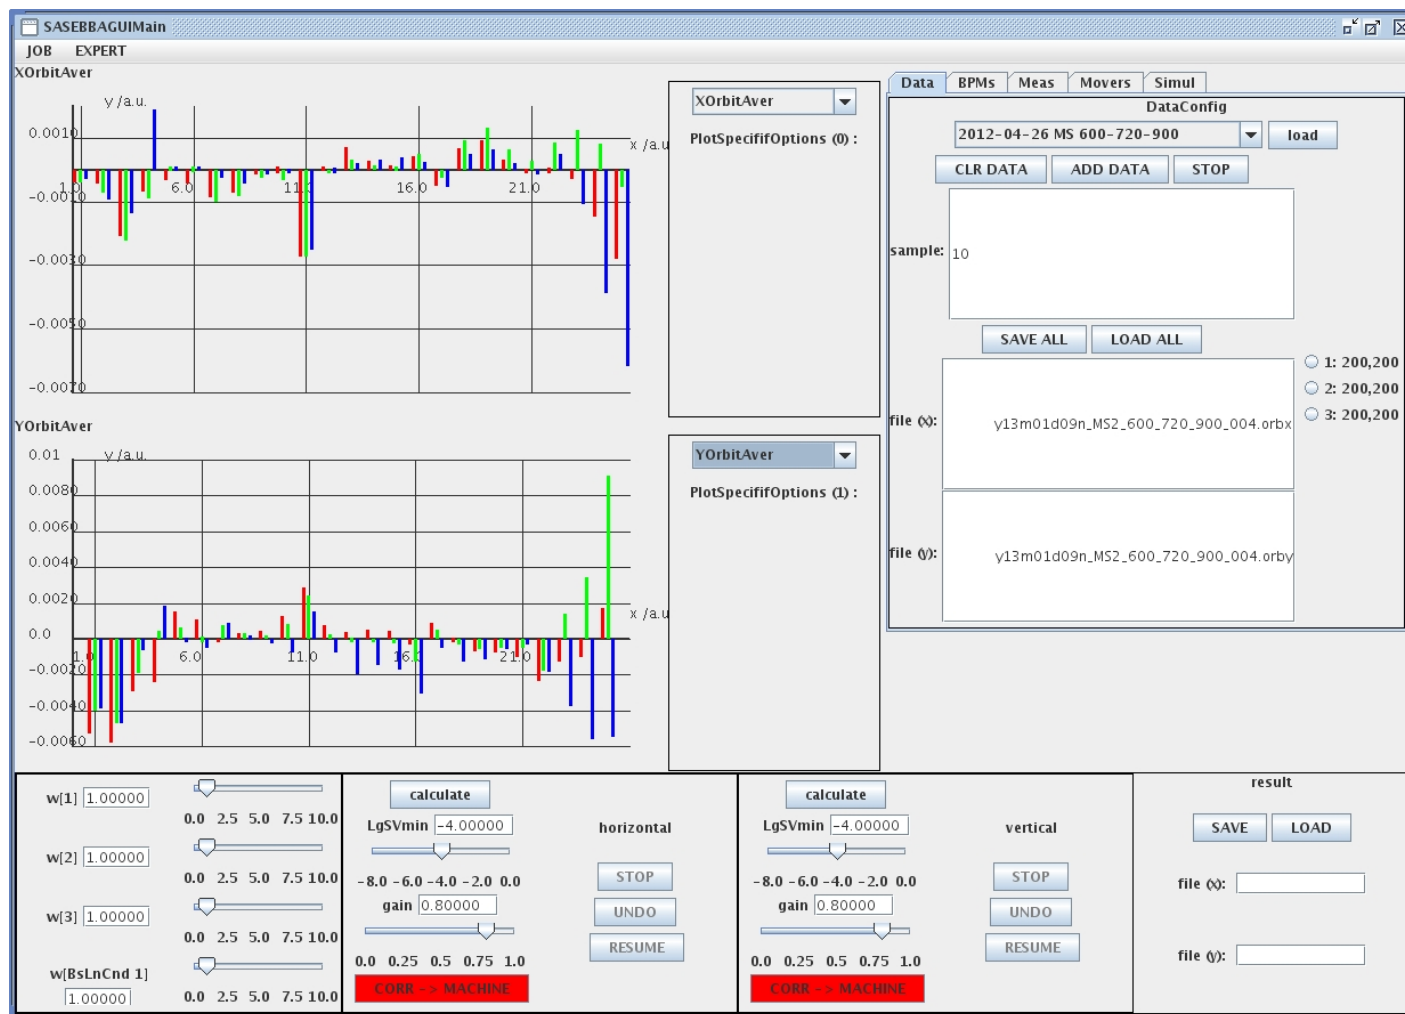 SASEBBAGUIMain
JOB EXPERT
XOrbitAver
y /a.u.
0.0010
x /a.u
1.0 6.0 11.0 16.0 21.0
-0.0010
-0.0030
-0.0050
-0.0070
XOrbitAver
PlotSpecififOptions (0) :
YOrbitAver
0.01 y /a.u.
0.0080
0.0060
0.0040
0.0020
x /a.u
0.0
1.0 6.0 11.0 16.0 21.0
-0.0020
-0.0040
-0.0060
YOrbitAver
PlotSpecififOptions (1) :
Data BPMs Meas Movers Simul
DataConfig
2012-04-26 MS 600-720-900 load
CLR DATA ADD DATA STOP
sample: 10
SAVE ALL LOAD ALL
1: 200,200
2: 200,200
3: 200,200
file (x): y13m01d09n_MS2_600_720_900_004.orbx
file (y): y13m01d09n_MS2_600_720_900_004.orby
w[1] 1.00000
0.0 2.5 5.0 7.5 10.0
w[2] 1.00000
0.0 2.5 5.0 7.5 10.0
w[3] 1.00000
0.0 2.5 5.0 7.5 10.0
w[BsLnCnd 1]
1.00000
0.0 2.5 5.0 7.5 10.0
calculate
LgSVmin -4.00000
horizontal
-8.0 -6.0 -4.0 -2.0 0.0
gain 0.80000
0.0 0.25 0.5 0.75 1.0
CORR -> MACHINE
STOP
UNDO
RESUME
calculate
LgSVmin -4.00000
vertical
-8.0 -6.0 -4.0 -2.0 0.0
gain 0.80000
0.0 0.25 0.5 0.75 1.0
CORR -> MACHINE
STOP
UNDO
RESUME
result
SAVE LOAD
file (x):
file (y):